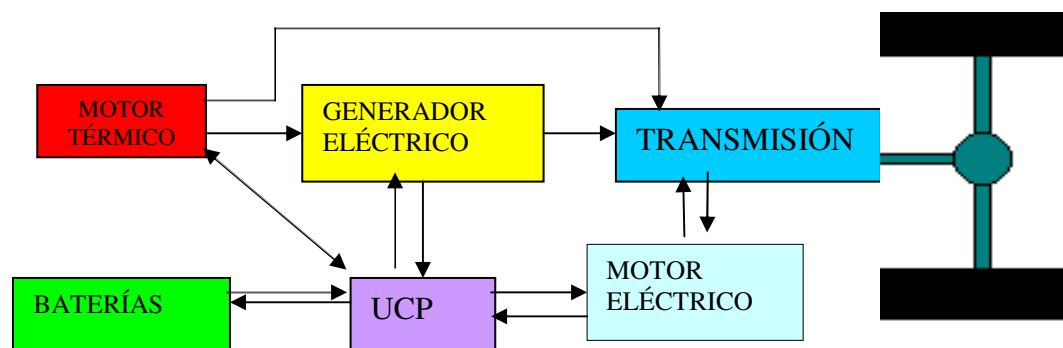 MOTOR
TÉRMICO
GENERADOR
ELÉCTRICO
TRANSMISIÓN
BATERÍAS
UCP
MOTOR
ELÉCTRICO